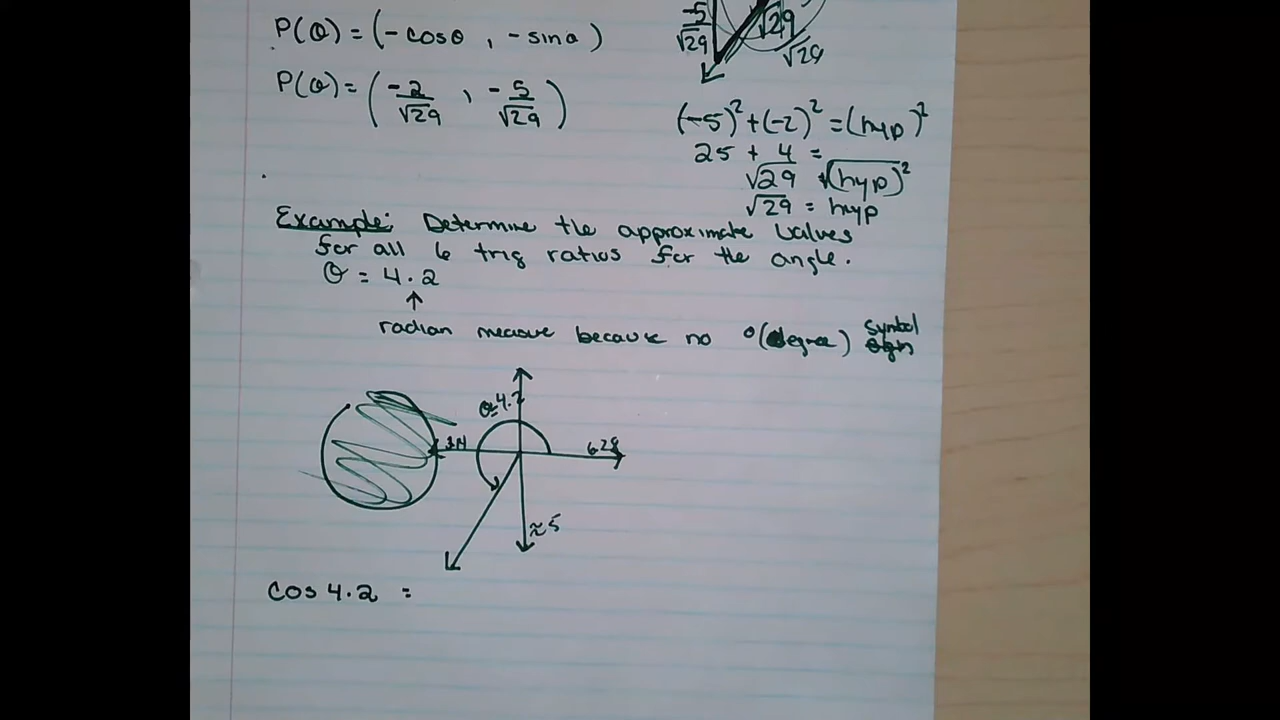 P(θ) = (-cosθ , -sinθ)
P(θ) = (-2/√29 , -5/√29)
-5/√29
√29
√29
(-5)² + (-2)² = (hyp)²
25 + 4 =
√29 √(hyp)²
√29 = hyp
Example: Determine the approximate values
for all 6 trig ratios for the angle.
θ = 4.2
↑
radian measure because no °(degree) symbol
θ=4.2
3.14
6.28
≈5
cos 4.2 =